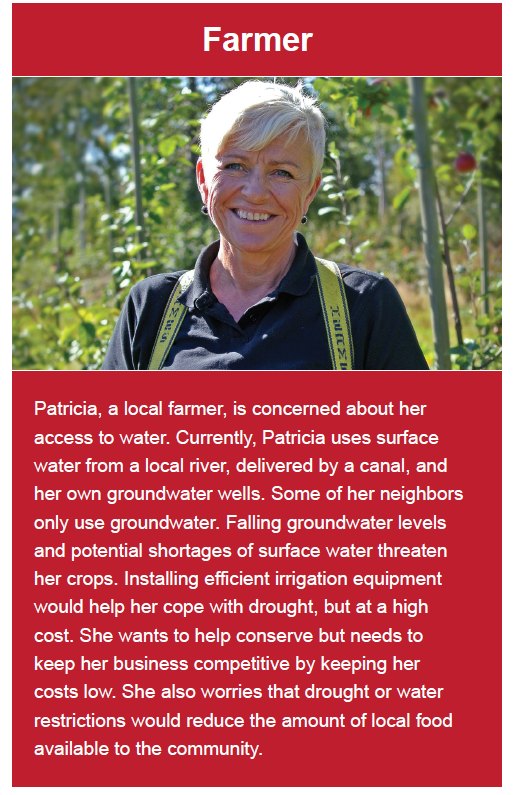 Farmer
Patricia, a local farmer, is concerned about her
access to water. Currently, Patricia uses surface
water from a local river, delivered by a canal, and
her own groundwater wells. Some of her neighbors
only use groundwater. Falling groundwater levels
and potential shortages of surface water threaten
her crops. Installing efficient irrigation equipment
would help her cope with drought, but at a high
cost. She wants to help conserve but needs to
keep her business competitive by keeping her
costs low. She also worries that drought or water
restrictions would reduce the amount of local food
available to the community.